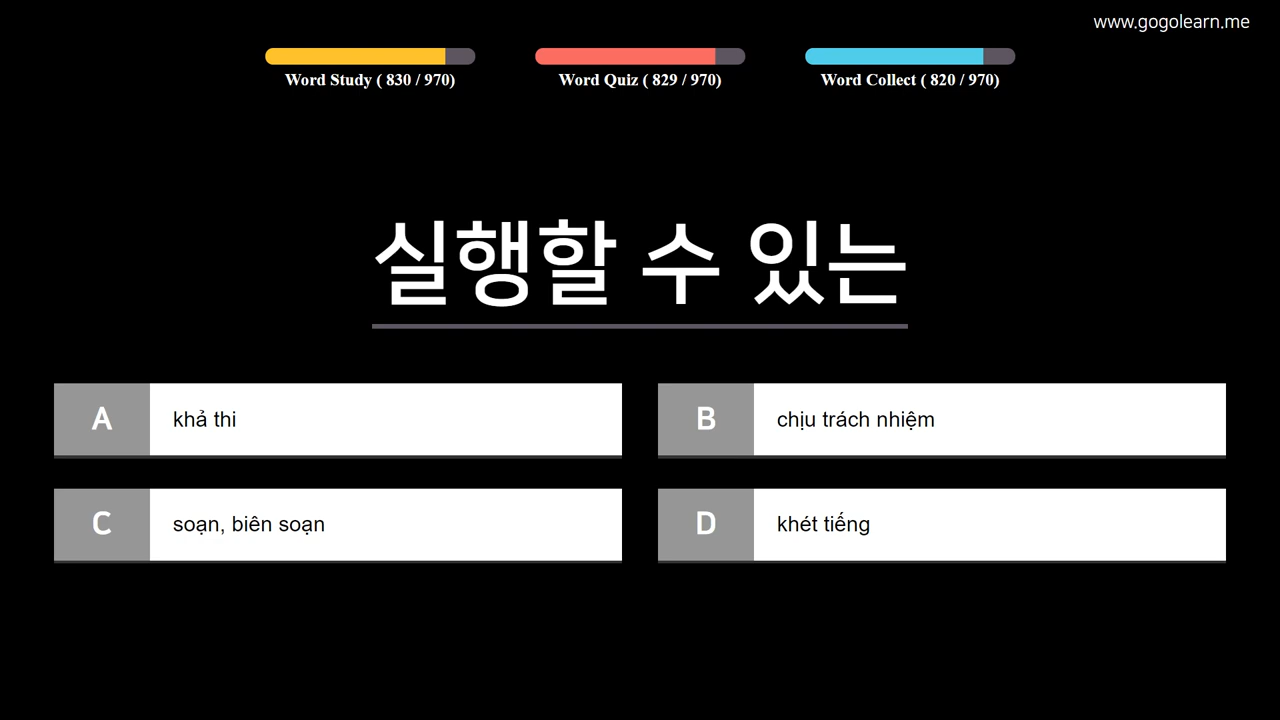 www.gogolearn.me
Word Study ( 830 / 970)
Word Quiz ( 829 / 970)
Word Collect ( 820 / 970)
실행할 수 있는
A khả thi
B chịu trách nhiệm
C soạn, biên soạn
D khét tiếng